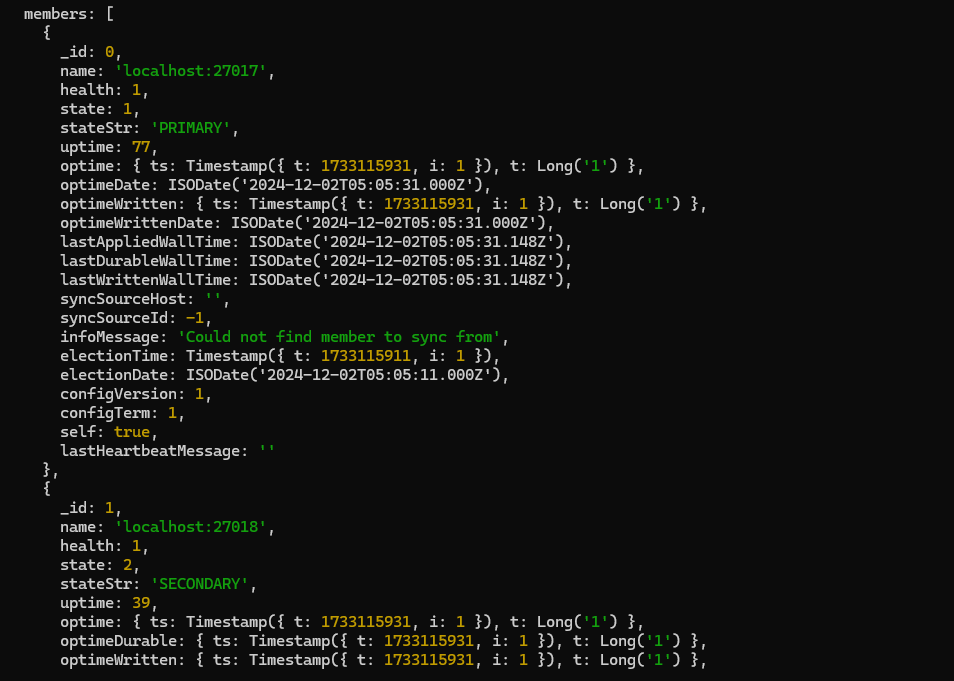 members: [
{
_id: 0,
name: 'localhost:27017',
health: 1,
state: 1,
stateStr: 'PRIMARY',
uptime: 77,
optime: { ts: Timestamp({ t: 1733115931, i: 1 }), t: Long('1') },
optimeDate: ISODate('2024-12-02T05:05:31.000Z'),
optimeWritten: { ts: Timestamp({ t: 1733115931, i: 1 }), t: Long('1') },
optimeWrittenDate: ISODate('2024-12-02T05:05:31.000Z'),
lastAppliedWallTime: ISODate('2024-12-02T05:05:31.148Z'),
lastDurableWallTime: ISODate('2024-12-02T05:05:31.148Z'),
lastWrittenWallTime: ISODate('2024-12-02T05:05:31.148Z'),
syncSourceHost: '',
syncSourceId: -1,
infoMessage: 'Could not find member to sync from',
electionTime: Timestamp({ t: 1733115911, i: 1 }),
electionDate: ISODate('2024-12-02T05:05:11.000Z'),
configVersion: 1,
configTerm: 1,
self: true,
lastHeartbeatMessage: ''
},
{
_id: 1,
name: 'localhost:27018',
health: 1,
state: 2,
stateStr: 'SECONDARY',
uptime: 39,
optime: { ts: Timestamp({ t: 1733115931, i: 1 }), t: Long('1') },
optimeDurable: { ts: Timestamp({ t: 1733115931, i: 1 }), t: Long('1') },
optimeWritten: { ts: Timestamp({ t: 1733115931, i: 1 }), t: Long('1') },